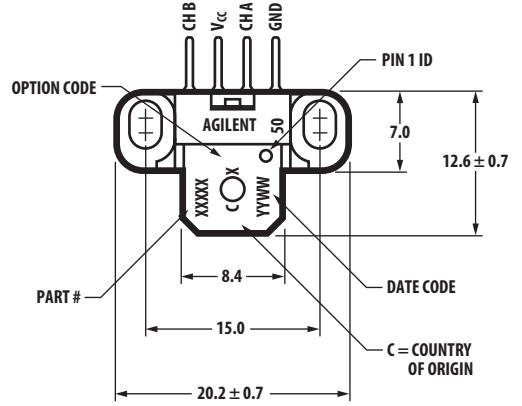 CH B
VCC
CH A
GND
OPTION CODE
PIN 1 ID
AGILENT
50
7.0
12.6 ± 0.7
X
XXXXX
C
YYWW
8.4
PART #
DATE CODE
15.0
C = COUNTRY
OF ORIGIN
20.2 ± 0.7